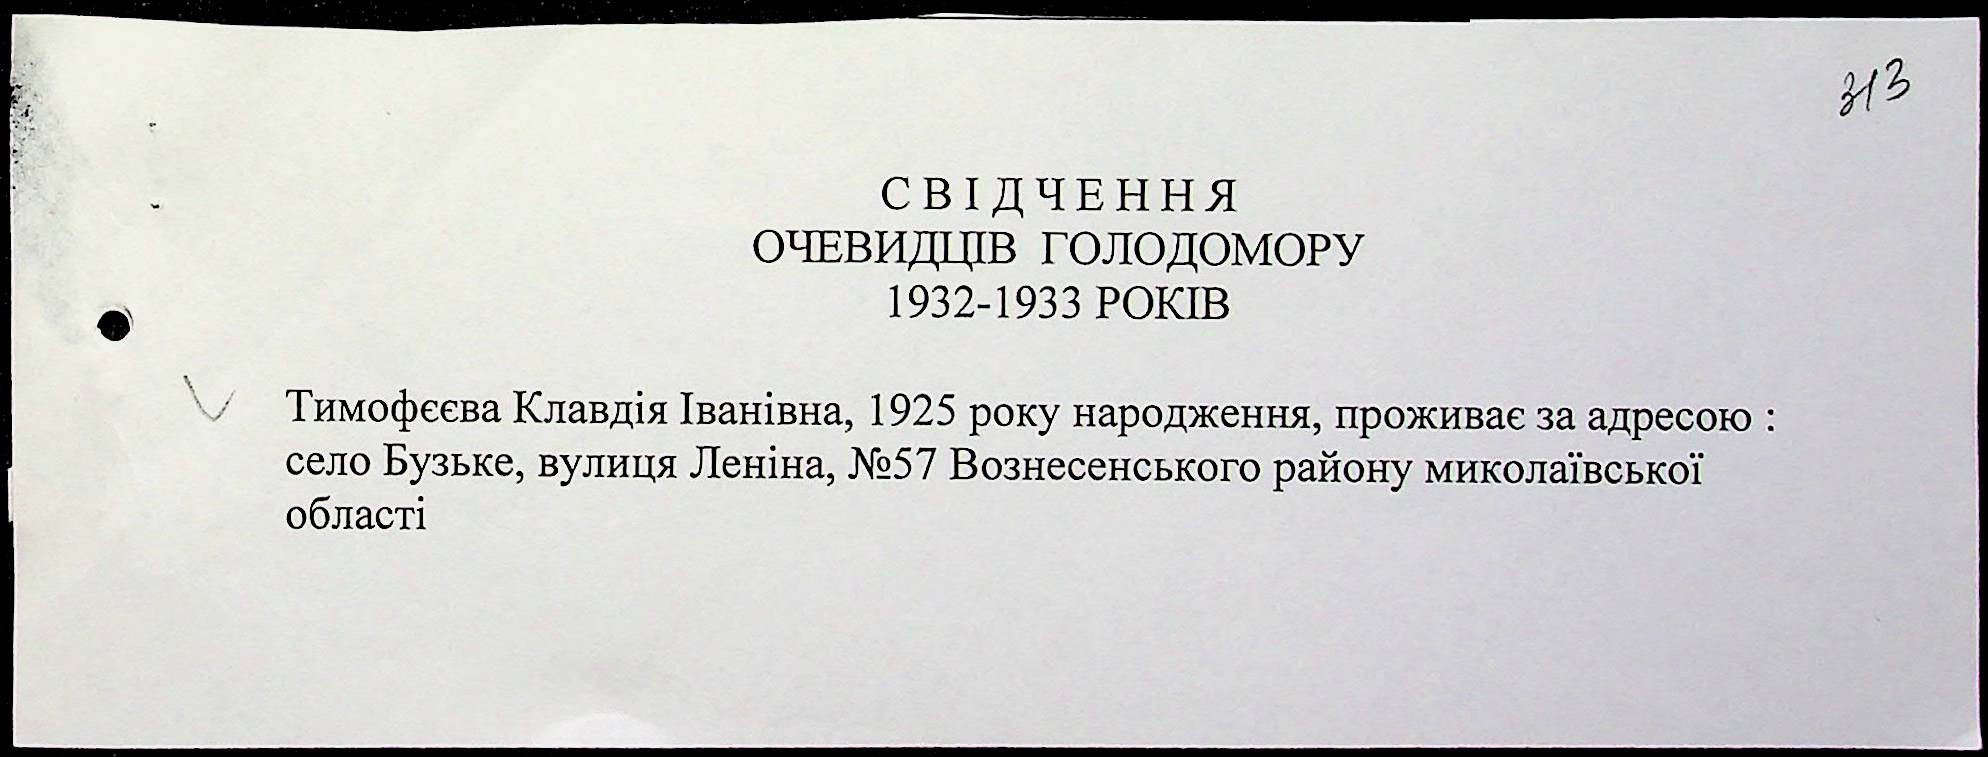 313
С В І Д Ч Е Н Н Я
ОЧЕВИДЦІВ ГОЛОДОМОРУ
1932-1933 РОКІВ
Тимофєєва Клавдія Іванівна, 1925 року народження, проживає за адресою :
село Бузьке, вулиця Леніна, №57 Вознесенського району миколаївської
області